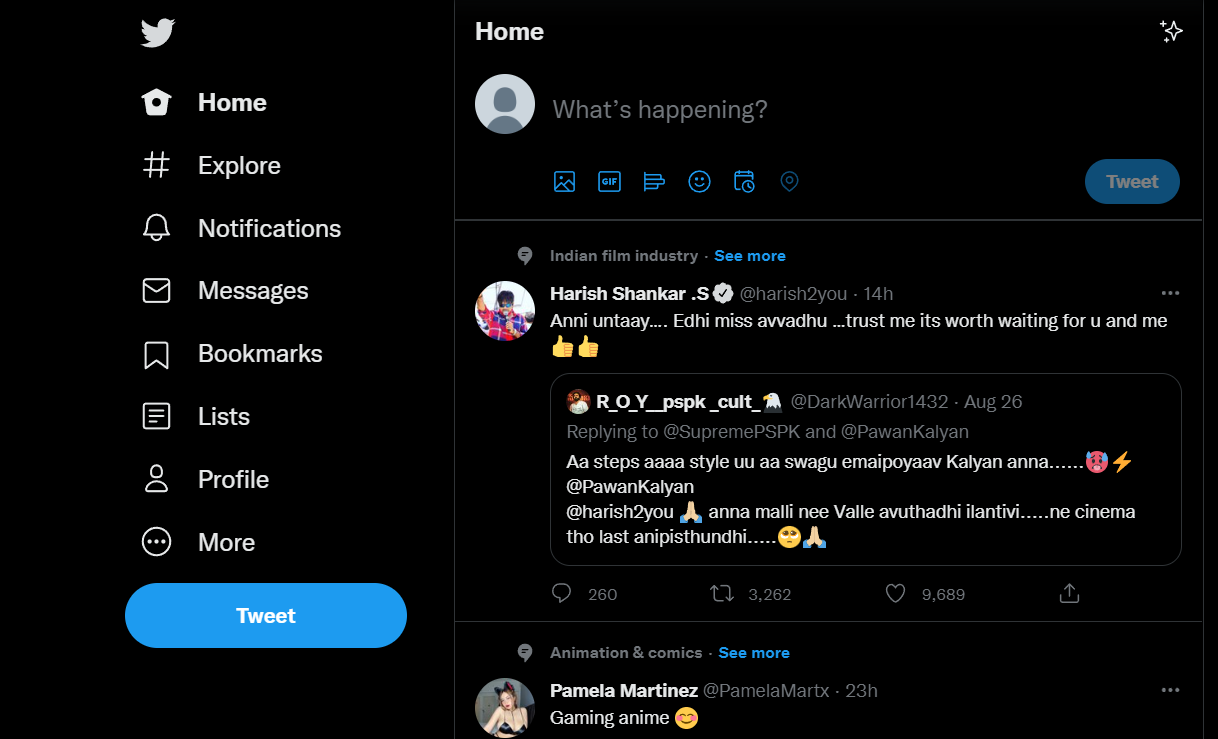 Home
Explore
Notifications
Messages
Bookmarks
Lists
Profile
More
Tweet
Home
What's happening?
GIF
Tweet
Indian film industry · See more
Harish Shankar .S @harish2you · 14h
Anni untaay.... Edhi miss avvadhu ...trust me its worth waiting for u and me
👍👍
R_O_Y__pspk _cult_🦅 @DarkWarrior1432 · Aug 26
Replying to @SupremePSPK and @PawanKalyan
Aa steps aaaa style uu aa swagu emaipoyaav Kalyan anna......🥵⚡
@PawanKalyan
@harish2you 🙏🏻 anna malli nee Valle avuthadhi ilantivi.....ne cinema
tho last anipisthundhi.....🥺🙏🏻
260 3,262 9,689
Animation & comics · See more
Pamela Martinez @PamelaMartx · 23h
Gaming anime 😊